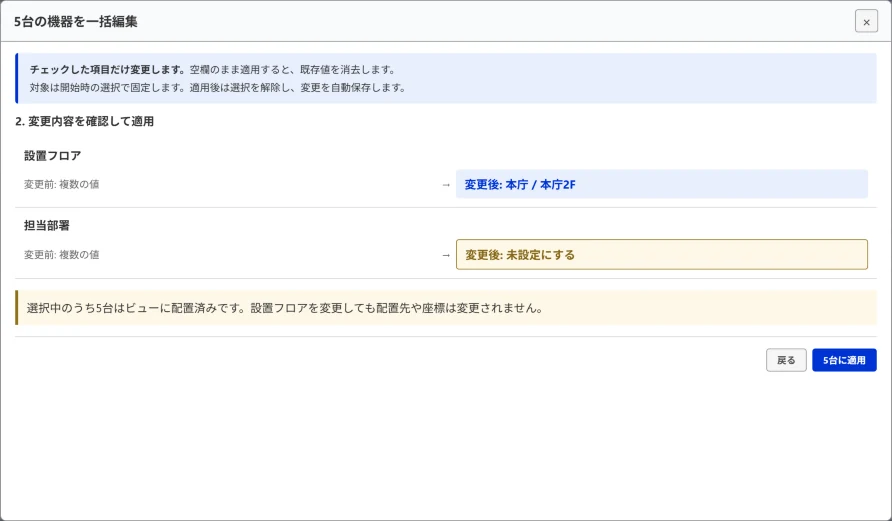 5台の機器を一括編集
×
チェックした項目だけ変更します。空欄のまま適用すると、既存値を消去します。
対象は開始時の選択で固定します。適用後は選択を解除し、変更を自動保存します。
2. 変更内容を確認して適用
設置フロア
変更前: 複数の値
→
変更後: 本庁 / 本庁2F
担当部署
変更前: 複数の値
→
変更後: 未設定にする
選択中のうち5台はビューに配置済みです。設置フロアを変更しても配置先や座標は変更されません。
戻る
5台に適用